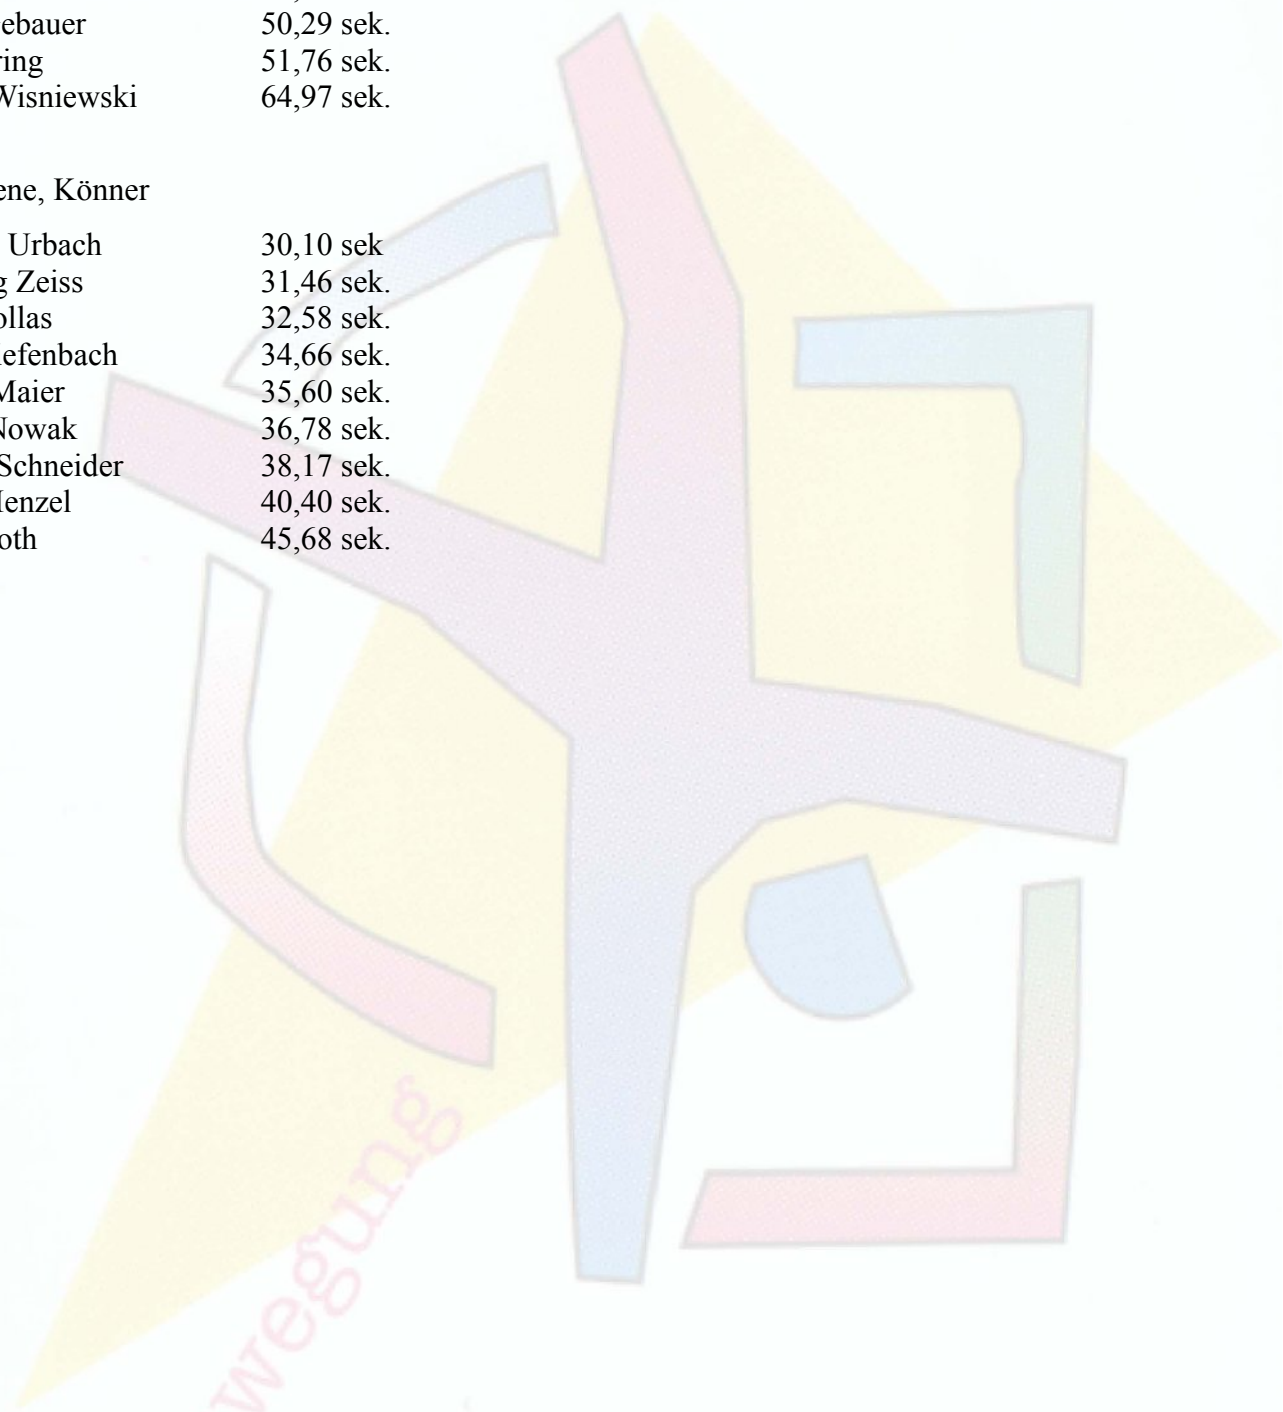 ebauer 50,29 sek.
ring 51,76 sek.
Wisniewski 64,97 sek.
ene, Könner
Urbach 30,10 sek
g Zeiss 31,46 sek.
ollas 32,58 sek.
iefenbach 34,66 sek.
Maier 35,60 sek.
Nowak 36,78 sek.
Schneider 38,17 sek.
Henzel 40,40 sek.
oth 45,68 sek.
wegung